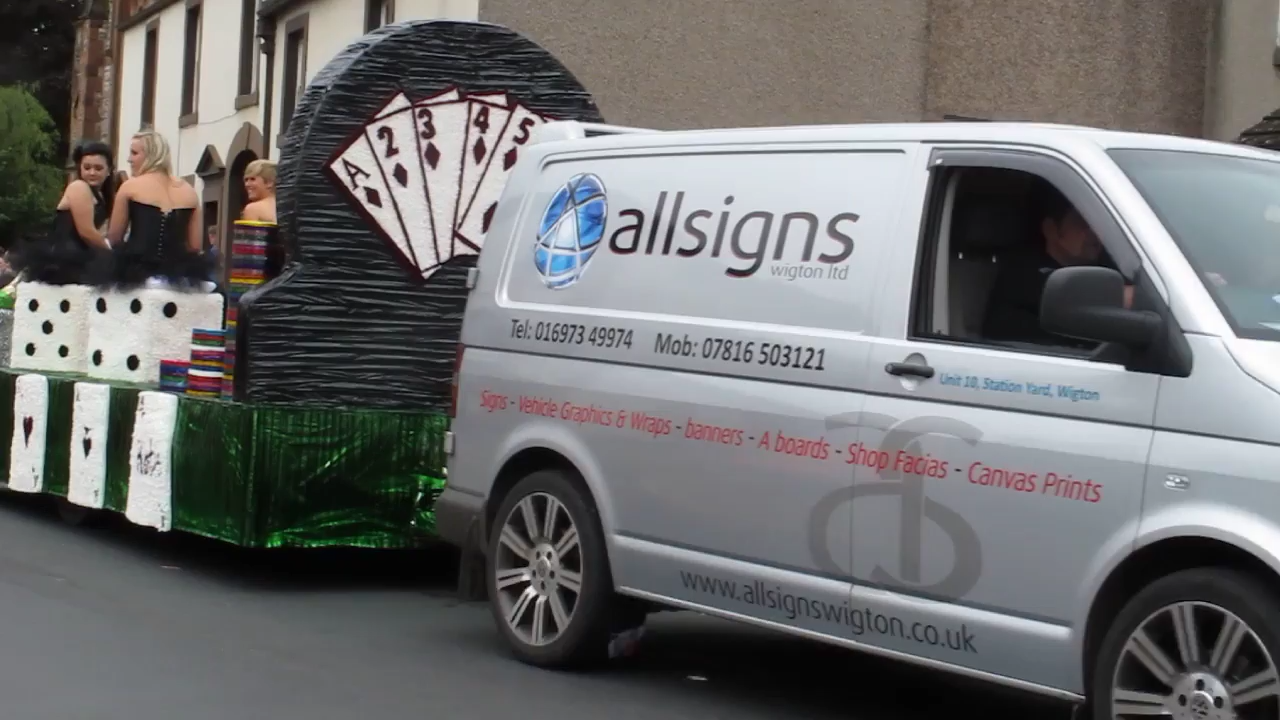 A 2 3 4 5
allsigns
wigton ltd
Tel: 016973 49974 Mob: 07816 503121
Unit 10, Station Yard, Wigton
Signs - Vehicle Graphics & Wraps - banners - A boards - Shop Facias - Canvas Prints
www.allsignswigton.co.uk